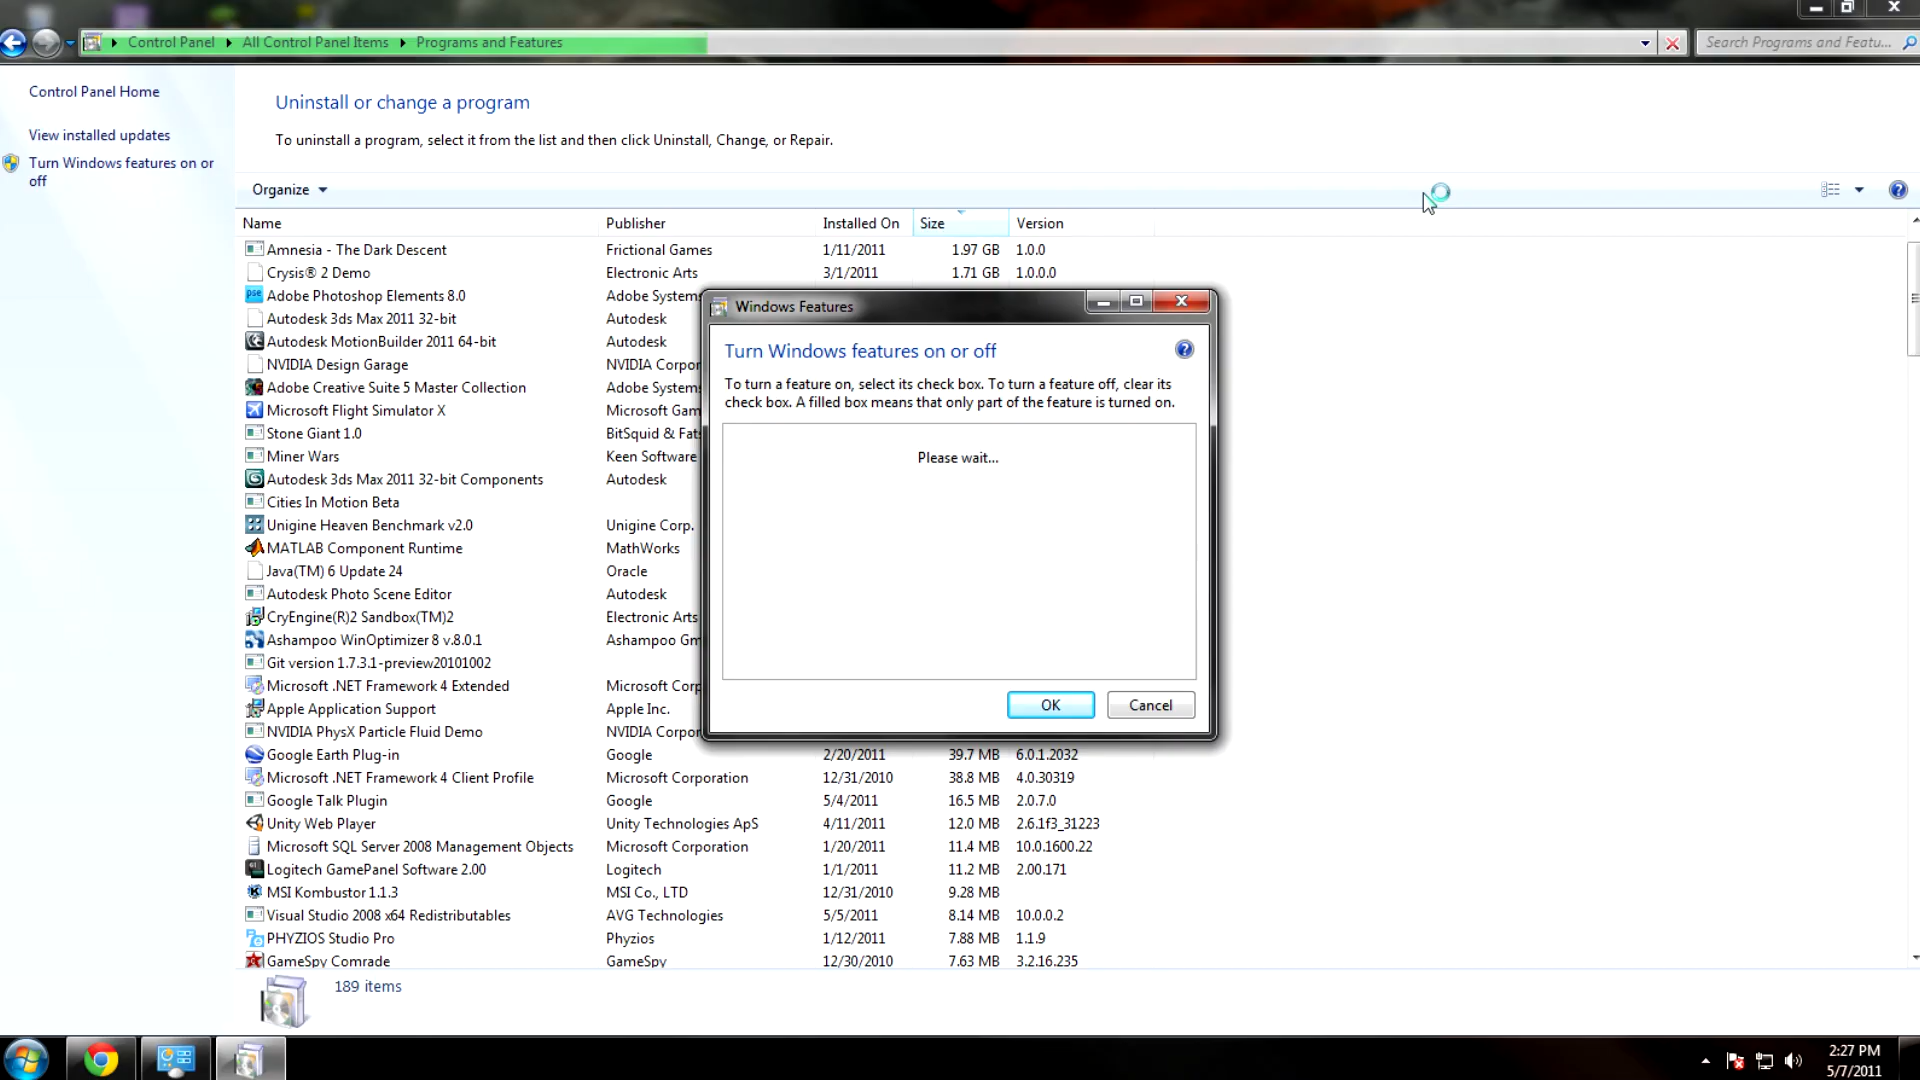 Control Panel All Control Panel Items Programs and Features
Search Programs and Featu...
Control Panel Home
View installed updates
Turn Windows features on or
off
Uninstall or change a program
To uninstall a program, select it from the list and then click Uninstall, Change, or Repair.
Organize
Name Publisher Installed On Size Version
Amnesia - The Dark Descent Frictional Games 1/11/2011 1.97 GB 1.0.0
Crysis® 2 Demo Electronic Arts 3/1/2011 1.71 GB 1.0.0.0
pse Adobe Photoshop Elements 8.0 Adobe Systems
Autodesk 3ds Max 2011 32-bit Autodesk
Autodesk MotionBuilder 2011 64-bit Autodesk
NVIDIA Design Garage NVIDIA Corpor
Adobe Creative Suite 5 Master Collection Adobe Systems
Microsoft Flight Simulator X Microsoft Gam
Stone Giant 1.0 BitSquid & Fats
Miner Wars Keen Software
Autodesk 3ds Max 2011 32-bit Components Autodesk
Cities In Motion Beta
Unigine Heaven Benchmark v2.0 Unigine Corp.
MATLAB Component Runtime MathWorks
Java(TM) 6 Update 24 Oracle
Autodesk Photo Scene Editor Autodesk
CryEngine(R)2 Sandbox(TM)2 Electronic Arts
Ashampoo WinOptimizer 8 v.8.0.1 Ashampoo Gm
Git version 1.7.3.1-preview20101002
Microsoft .NET Framework 4 Extended Microsoft Corp
Apple Application Support Apple Inc.
NVIDIA PhysX Particle Fluid Demo NVIDIA Corpor
Google Earth Plug-in Google 2/20/2011 39.7 MB 6.0.1.2032
Microsoft .NET Framework 4 Client Profile Microsoft Corporation 12/31/2010 38.8 MB 4.0.30319
Google Talk Plugin Google 5/4/2011 16.5 MB 2.0.7.0
Unity Web Player Unity Technologies ApS 4/11/2011 12.0 MB 2.6.1f3_31223
Microsoft SQL Server 2008 Management Objects Microsoft Corporation 1/20/2011 11.4 MB 10.0.1600.22
Logitech GamePanel Software 2.00 Logitech 1/1/2011 11.2 MB 2.00.171
MSI Kombustor 1.1.3 MSI Co., LTD 12/31/2010 9.28 MB
Visual Studio 2008 x64 Redistributables AVG Technologies 5/5/2011 8.14 MB 10.0.0.2
PHYZIOS Studio Pro Phyzios 1/12/2011 7.88 MB 1.1.9
GameSpy Comrade GameSpy 12/30/2010 7.63 MB 3.2.16.235
189 items
Windows Features
Turn Windows features on or off
To turn a feature on, select its check box. To turn a feature off, clear its
check box. A filled box means that only part of the feature is turned on.
Please wait...
OK Cancel
2:27 PM
5/7/2011